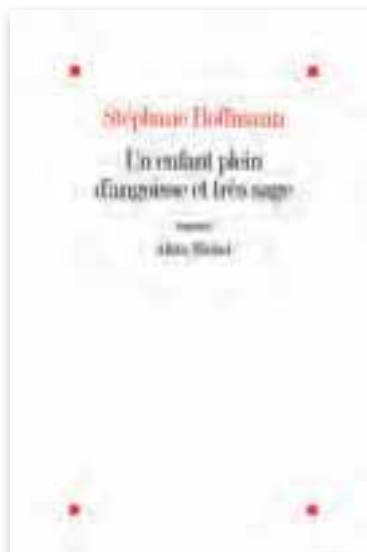 Stéphane Hoffmann
Un enfant plein
d'angoisse et très sage
roman
Albin Michel